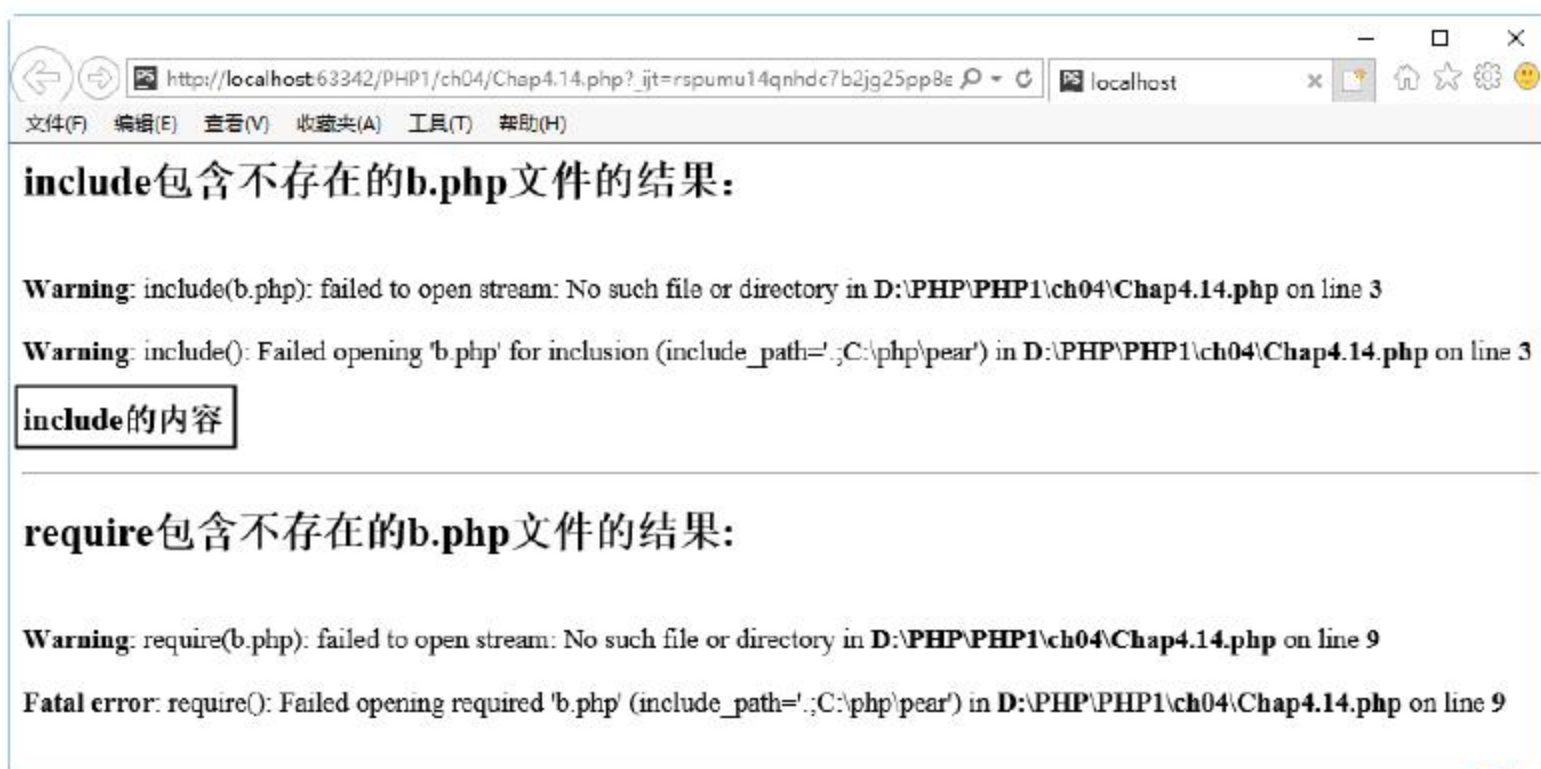 http://localhost:63342/PHP1/ch04/Chap4.14.php?_ijt=rspumu14qnhdc7b2jg25pp8e
localhost
文件(F) 编辑(E) 查看(V) 收藏夹(A) 工具(T) 帮助(H)
include包含不存在的b.php文件的结果：
Warning: include(b.php): failed to open stream: No such file or directory in D:\PHP\PHP1\ch04\Chap4.14.php on line 3
Warning: include(): Failed opening 'b.php' for inclusion (include_path='.;C:\php\pear') in D:\PHP\PHP1\ch04\Chap4.14.php on line 3
include的内容
require包含不存在的b.php文件的结果:
Warning: require(b.php): failed to open stream: No such file or directory in D:\PHP\PHP1\ch04\Chap4.14.php on line 9
Fatal error: require(): Failed opening required 'b.php' (include_path='.;C:\php\pear') in D:\PHP\PHP1\ch04\Chap4.14.php on line 9